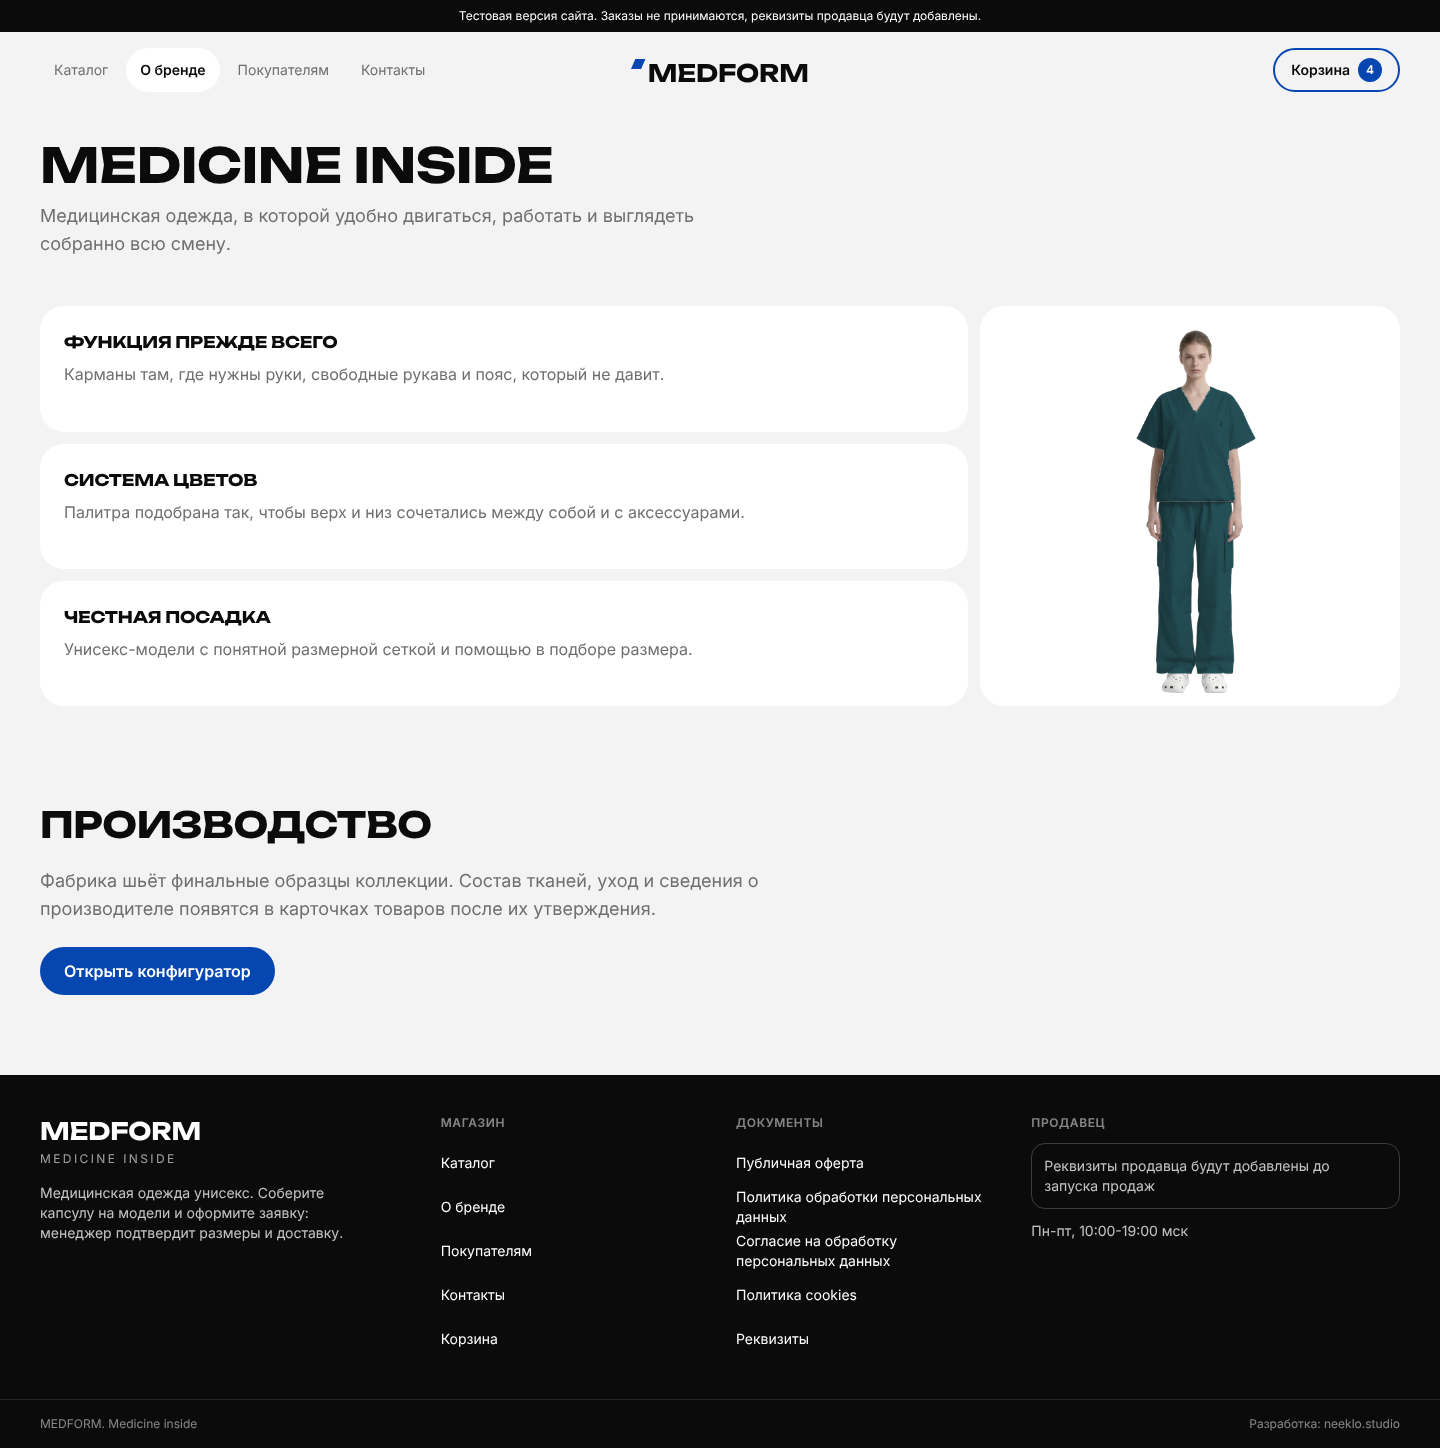 Тестовая версия сайта. Заказы не принимаются, реквизиты продавца будут добавлены.
Каталог
О бренде
Покупателям
Контакты
MEDFORM
Корзина 4
MEDICINE INSIDE
Медицинская одежда, в которой удобно двигаться, работать и выглядеть
собранно всю смену.
ФУНКЦИЯ ПРЕЖДЕ ВСЕГО
Карманы там, где нужны руки, свободные рукава и пояс, который не давит.
СИСТЕМА ЦВЕТОВ
Палитра подобрана так, чтобы верх и низ сочетались между собой и с аксессуарами.
ЧЕСТНАЯ ПОСАДКА
Унисекс-модели с понятной размерной сеткой и помощью в подборе размера.
ПРОИЗВОДСТВО
Фабрика шьёт финальные образцы коллекции. Состав тканей, уход и сведения о
производителе появятся в карточках товаров после их утверждения.
Открыть конфигуратор
MEDFORM
MEDICINE INSIDE
Медицинская одежда унисекс. Соберите
капсулу на модели и оформите заявку:
менеджер подтвердит размеры и доставку.
МАГАЗИН
Каталог
О бренде
Покупателям
Контакты
Корзина
ДОКУМЕНТЫ
Публичная оферта
Политика обработки персональных
данных
Согласие на обработку
персональных данных
Политика cookies
Реквизиты
ПРОДАВЕЦ
Реквизиты продавца будут добавлены до
запуска продаж
Пн-пт, 10:00-19:00 мск
MEDFORM. Medicine inside
Разработка: neeklo.studio